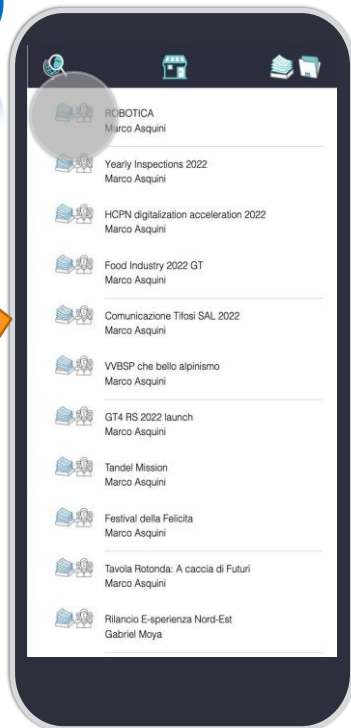 ROBOTICA
Marco Asquini
Yearly Inspections 2022
Marco Asquini
HCPN digitalization acceleration 2022
Marco Asquini
Food Industry 2022 GT
Marco Asquini
Comunicazione Tifosi SAL 2022
Marco Asquini
VVBSP che bello alpinismo
Marco Asquini
GT4 RS 2022 launch
Marco Asquini
Tandel Mission
Marco Asquini
Festival della Felicita
Marco Asquini
Tavola Rotonda: A caccia di Futuri
Marco Asquini
Rilancio E-sperienza Nord-Est
Gabriel Moya